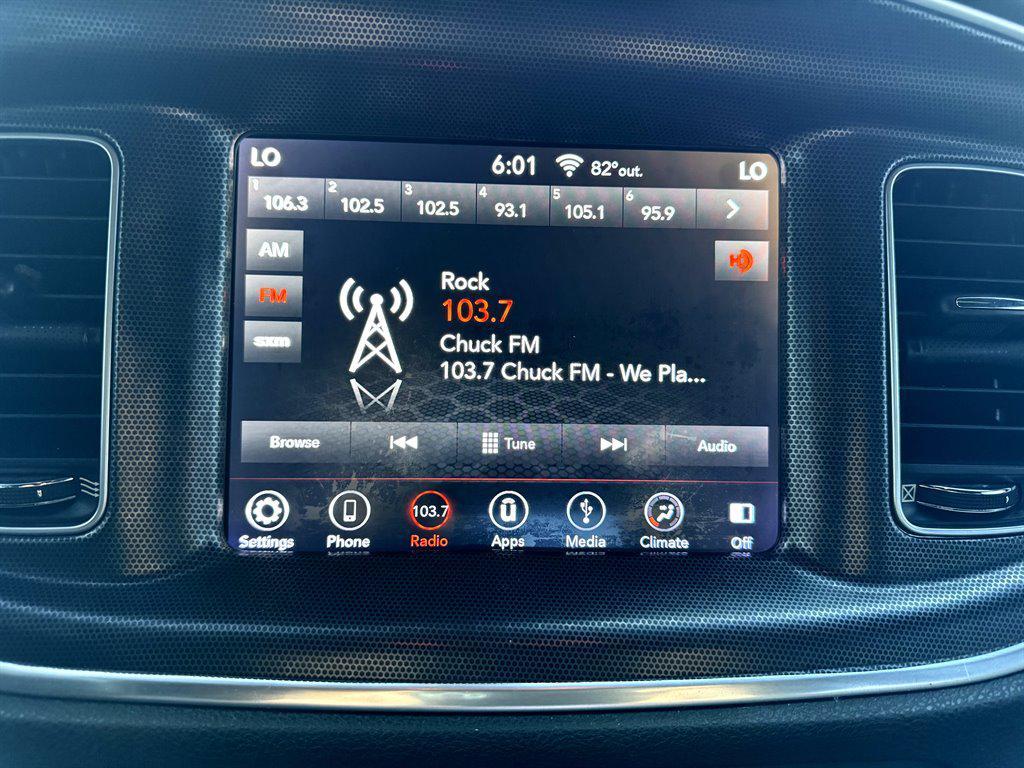 LO 6:01 82°out. LO
1 106.3 2 102.5 3 102.5 4 93.1 5 105.1 6 95.9
AM
HD
FM
sxm
Rock
103.7
Chuck FM
103.7 Chuck FM - We Pla...
Browse Tune Audio
103.7
Settings Phone Radio Apps Media Climate Off